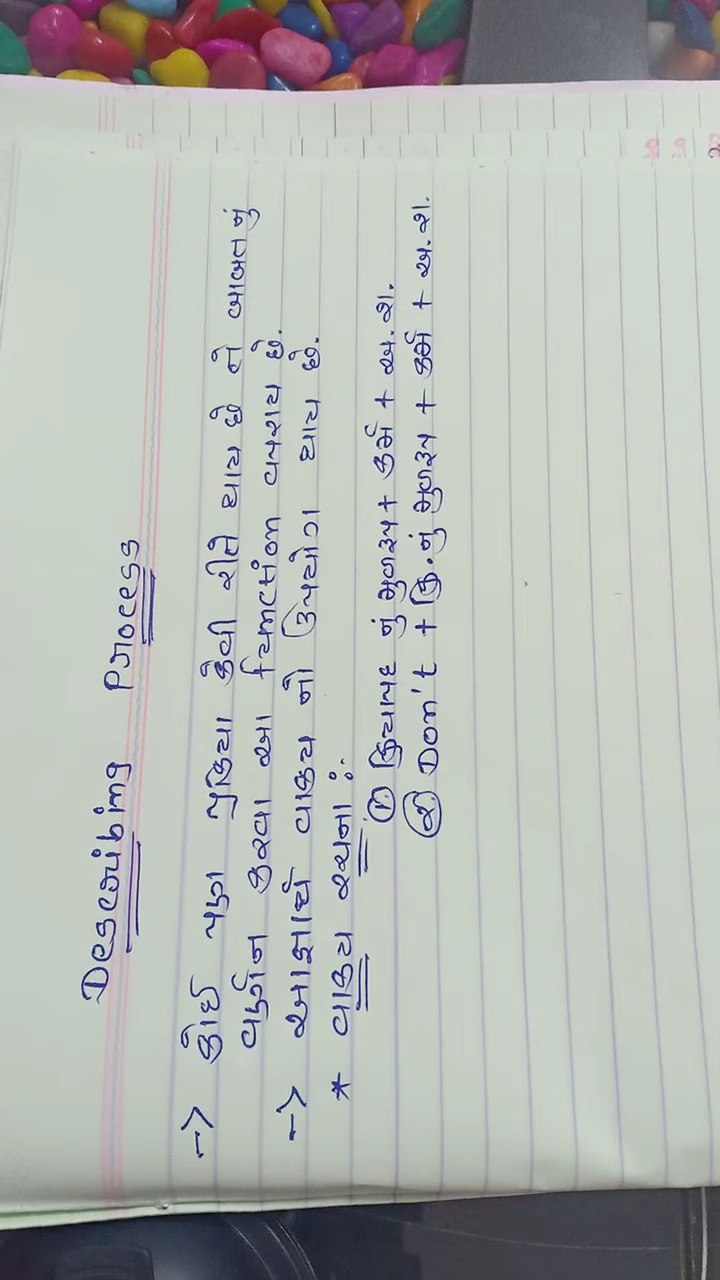 Describing Process
-> કોઈ પણ પ્રક્રિયા કેવી રીતે થાય છે તે બાબત નું
વર્ણન કરવા આ Function વપરાય છે.
-> આજ્ઞાર્થ વાક્ય નો ઉપયોગ થાય છે.
* વાક્ય રચના :
① ક્રિયાપદ નું મુળરૂપ + કર્મ + અ.શ.
② Don't + ક્રિ.નું મુળરૂપ + કર્મ + અ.શ.